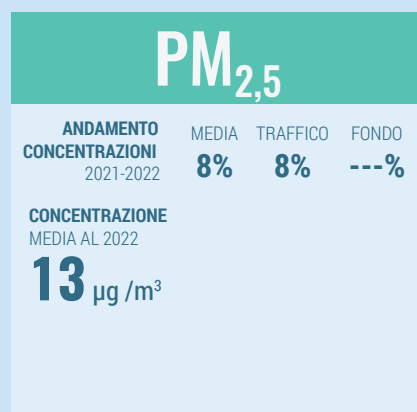 PM2,5
ANDAMENTO
CONCENTRAZIONI
2021-2022
MEDIA TRAFFICO FONDO
8% 8% ---%
CONCENTRAZIONE
MEDIA AL 2022
13 µg /m³